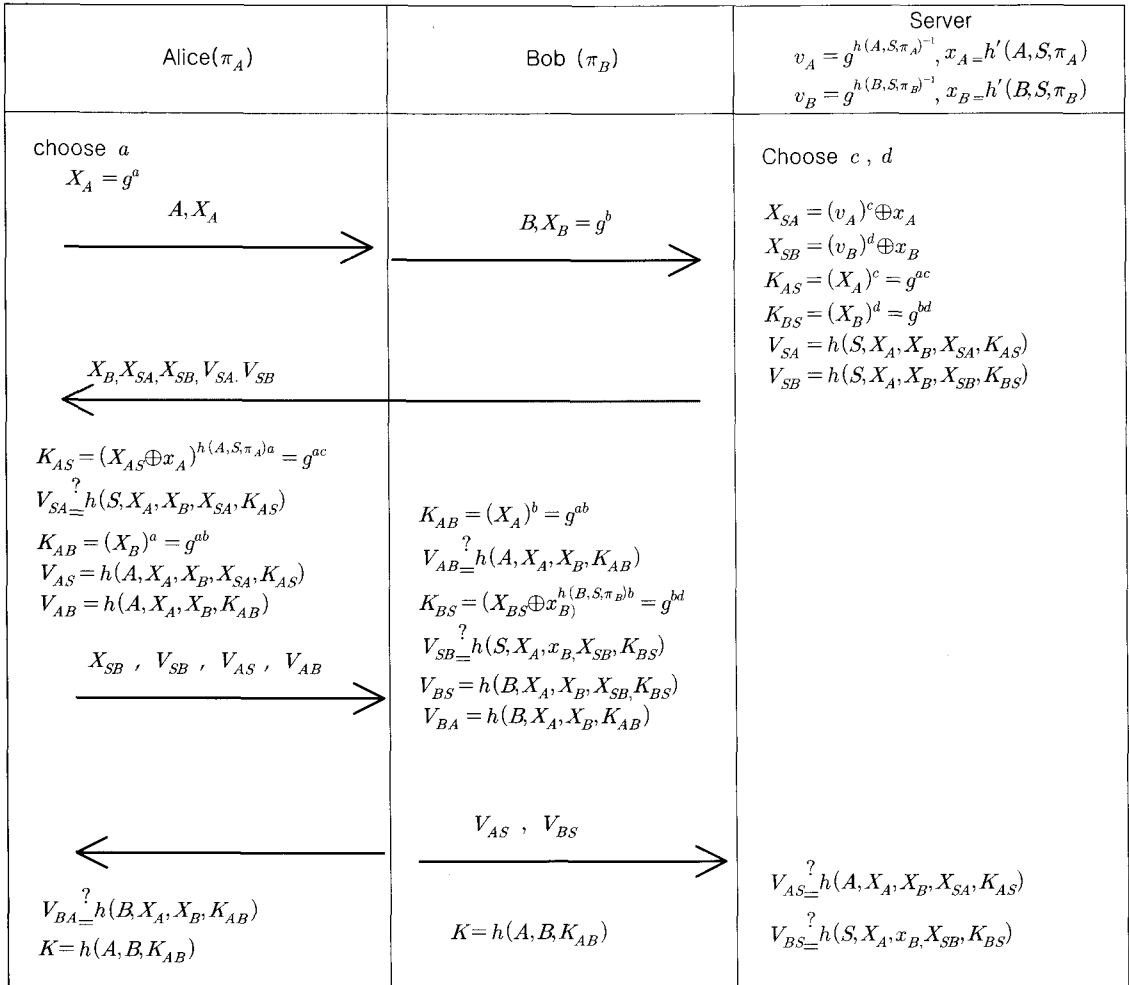 Alice(π_A)
Bob (π_B)
Server
v_A = g^{h(A,S,π_A)^{-1}}, x_A = h′(A,S,π_A)
v_B = g^{h(B,S,π_B)^{-1}}, x_B = h′(B,S,π_B)
choose a
X_A = g^a
A, X_A
B, X_B = g^b
Choose c , d
X_SA = (v_A)^c ⊕ x_A
X_SB = (v_B)^d ⊕ x_B
K_AS = (X_A)^c = g^{ac}
K_BS = (X_B)^d = g^{bd}
V_SA = h(S, X_A, X_B, X_SA, K_AS)
V_SB = h(S, X_A, X_B, X_SB, K_BS)
X_B, X_SA, X_SB, V_SA. V_SB
K_AS = (X_AS ⊕ x_A)^{h(A,S,π_A)a} = g^{ac}
V_SA =? h(S, X_A, X_B, X_SA, K_AS)
K_AB = (X_B)^a = g^{ab}
V_AS = h(A, X_A, X_B, X_SA, K_AS)
V_AB = h(A, X_A, X_B, K_AB)
X_SB , V_SB , V_AS , V_AB
K_AB = (X_A)^b = g^{ab}
V_AB =? h(A, X_A, X_B, K_AB)
K_BS = (X_BS ⊕ x_B)^{h(B,S,π_B)b} = g^{bd}
V_SB =? h(S, X_A, x_B, X_SB, K_BS)
V_BS = h(B, X_A, X_B, X_SB, K_BS)
V_BA = h(B, X_A, X_B, K_AB)
V_AS , V_BS
V_BA =? h(B, X_A, X_B, K_AB)
K = h(A, B, K_AB)
K = h(A, B, K_AB)
V_AS =? h(A, X_A, X_B, X_SA, K_AS)
V_BS =? h(S, X_A, x_B, X_SB, K_BS)